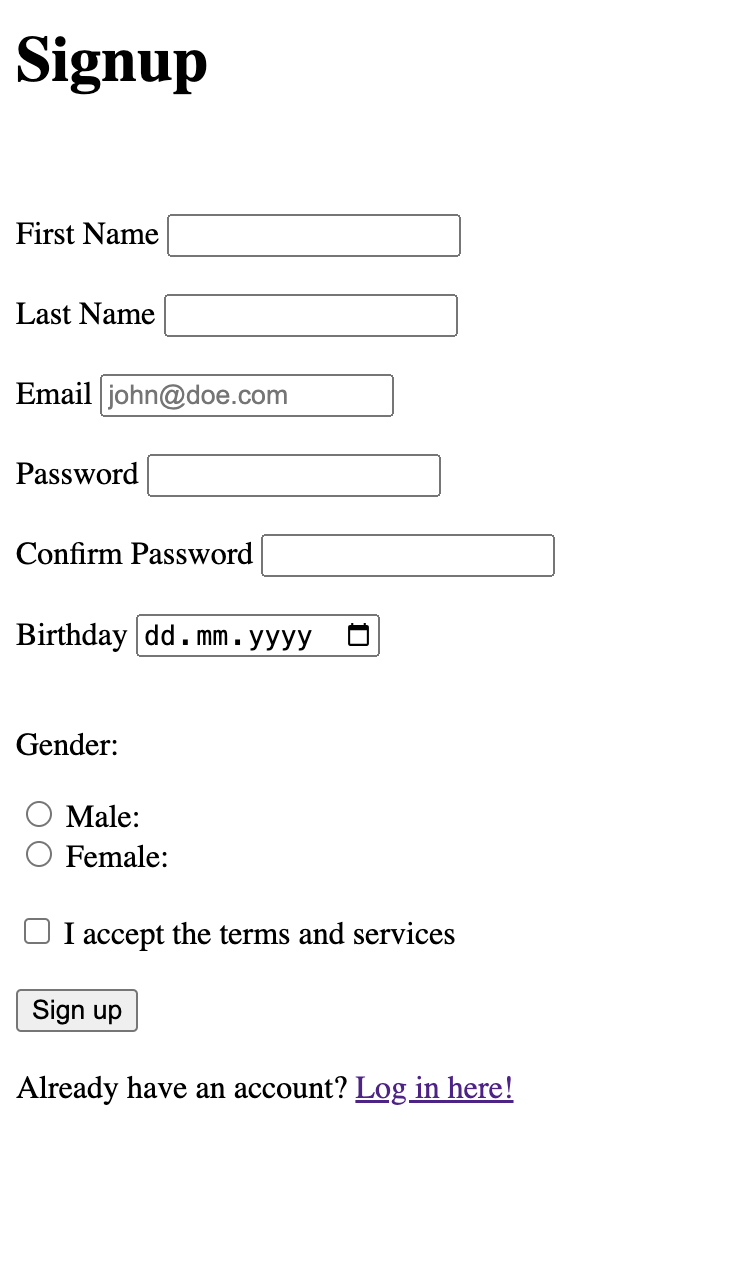 Signup
First Name
Last Name
Email john@doe.com
Password
Confirm Password
Birthday dd.mm.yyyy
Gender:
Male:
Female:
I accept the terms and services
Sign up
Already have an account? Log in here!